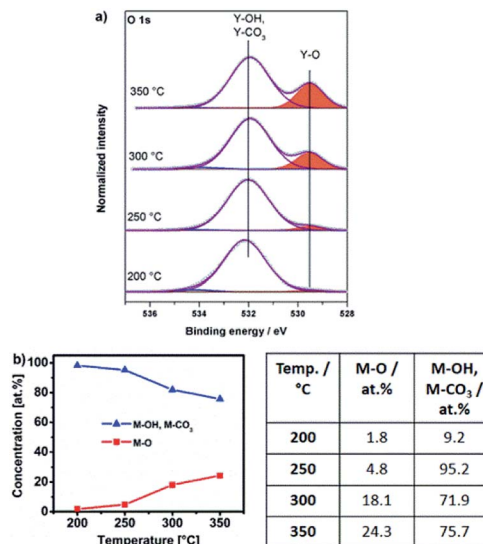 a)
O 1s
Y-OH,
Y-CO₃
Y-O
350 °C
300 °C
250 °C
200 °C
Normalized intensity
536 534 532 530 528
Binding energy / eV
b)
Concentration [at.%]
100
80
60
40
20
0
M-OH, M-CO₃
M-O
200 250 300 350
Temperature [°C]
Temp. / °C M-O / at.% M-OH, M-CO₃ / at.%
200 1.8 9.2
250 4.8 95.2
300 18.1 71.9
350 24.3 75.7